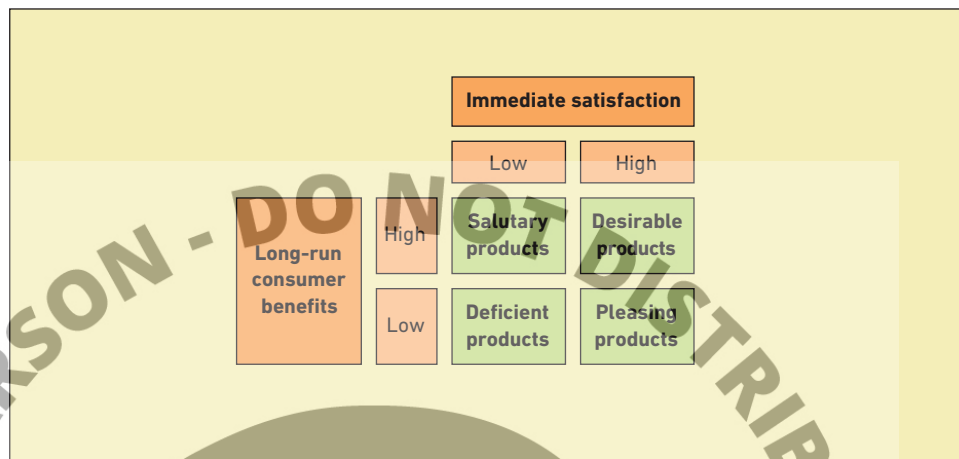 Immediate satisfaction
Low
High
Long-run
consumer
benefits
High
Salutary
products
Desirable
products
Low
Deficient
products
Pleasing
products
RSON - DO NOT DISTRIB